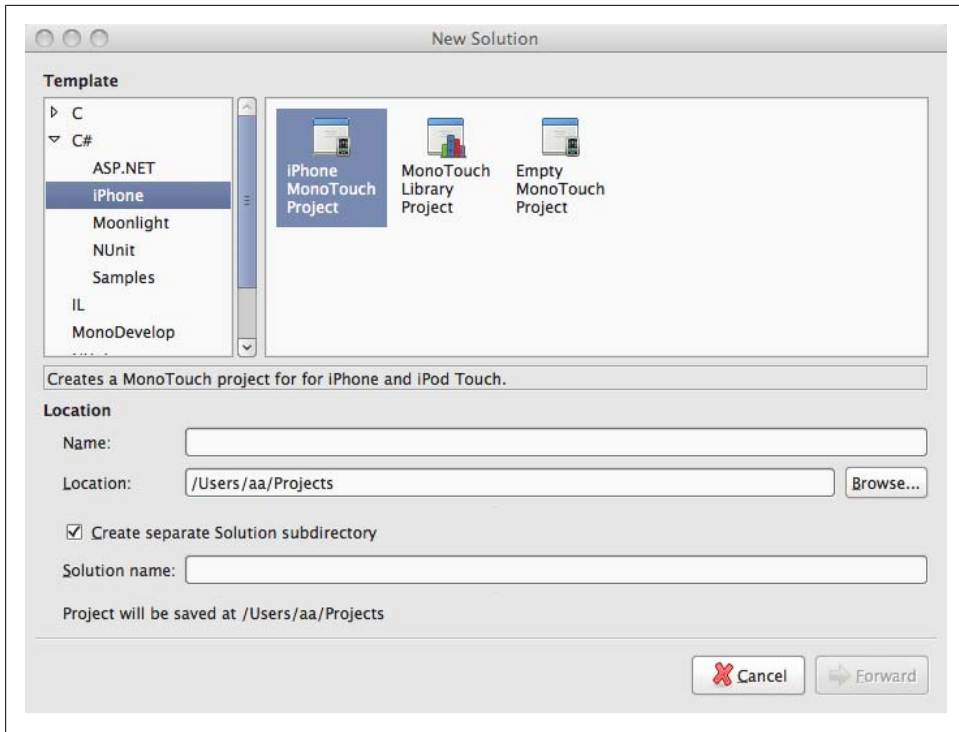 New Solution
Template
C
C#
ASP.NET
iPhone
Moonlight
NUnit
Samples
IL
MonoDevelop
iPhone
MonoTouch
Project
MonoTouch
Library
Project
Empty
MonoTouch
Project
Creates a MonoTouch project for for iPhone and iPod Touch.
Location
Name:
Location: /Users/aa/Projects Browse...
Create separate Solution subdirectory
Solution name:
Project will be saved at /Users/aa/Projects
Cancel Forward